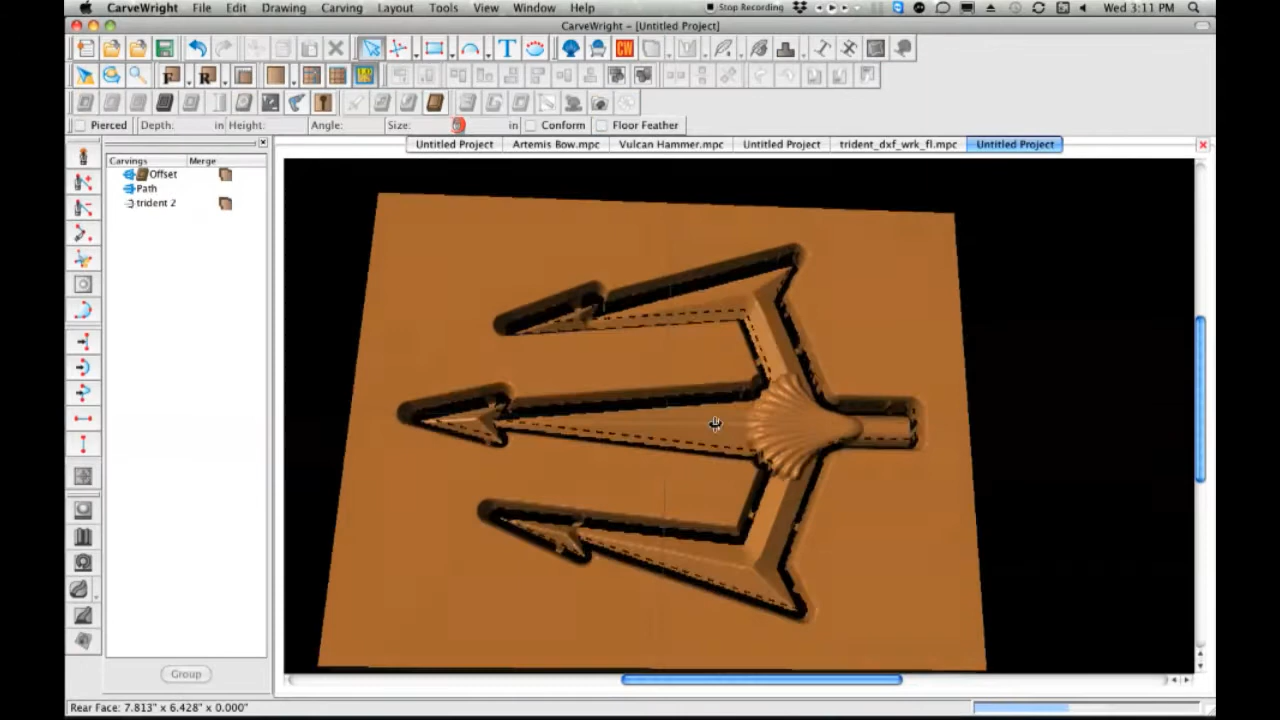 CarveWright File Edit Drawing Carving Layout Tools View Window Help Stop Recording Wed 3:11 PM
CarveWright - [Untitled Project]
T CW
F R
Pierced Depth: in Height: Angle: Size: in Conform Floor Feather
Untitled Project Artemis Bow.mpc Vulcan Hammer.mpc Untitled Project trident_dxf_wrk_fl.mpc Untitled Project
Carvings Merge
Offset
Path
trident 2
Group
Rear Face: 7.813" x 6.428" x 0.000"